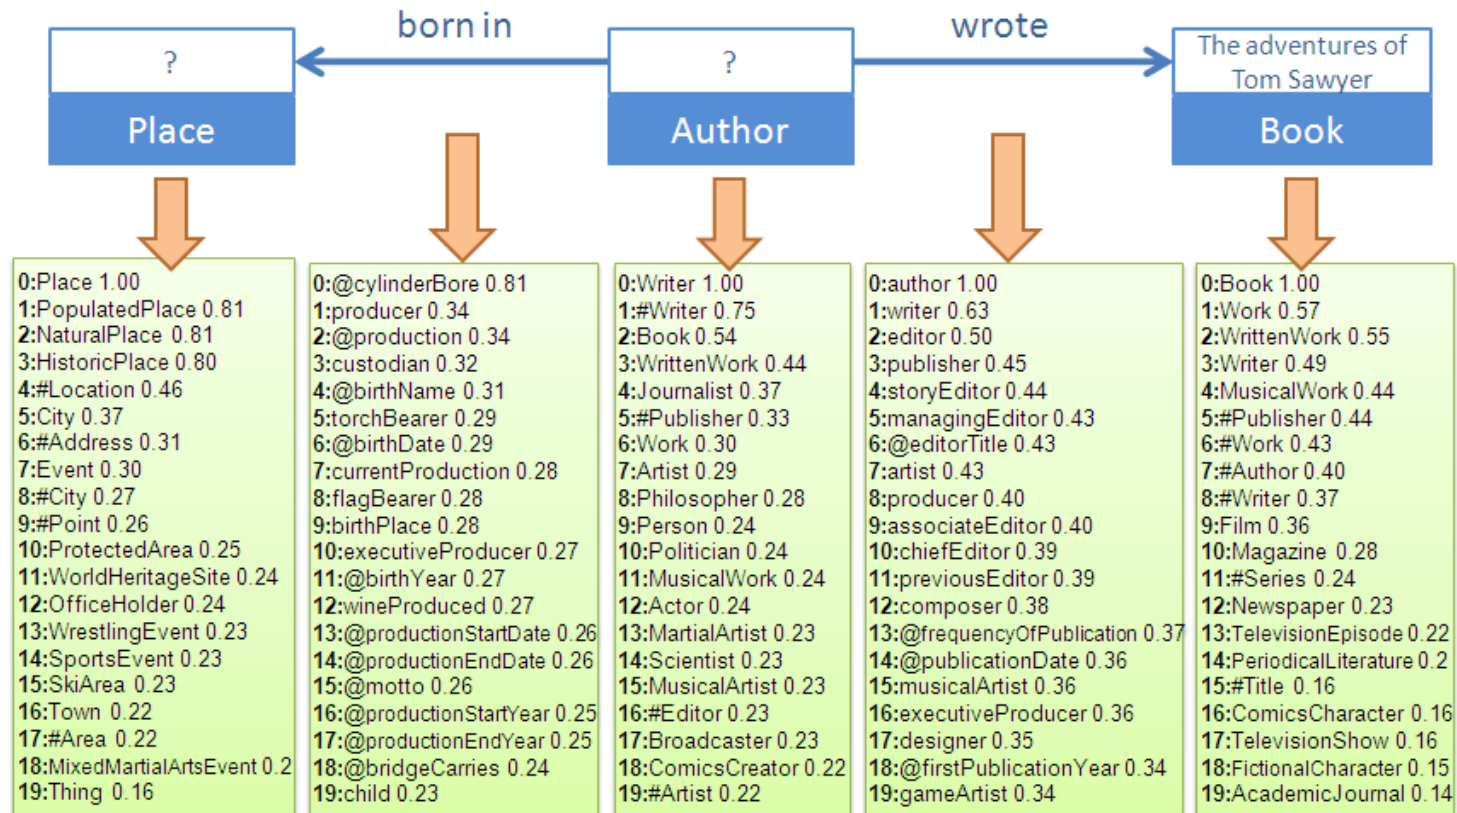 born in
wrote
?
?
The adventures of
Tom Sawyer
Place
Author
Book
0:Place 1.00
1:PopulatedPlace 0.81
2:NaturalPlace 0.81
3:HistoricPlace 0.80
4:#Location 0.46
5:City 0.37
6:#Address 0.31
7:Event 0.30
8:#City 0.27
9:#Point 0.26
10:ProtectedArea 0.25
11:WorldHeritageSite 0.24
12:OfficeHolder 0.24
13:WrestlingEvent 0.23
14:SportsEvent 0.23
15:SkiArea 0.23
16:Town 0.22
17:#Area 0.22
18:MixedMartialArtsEvent 0.2
19:Thing 0.16
0:@cylinderBore 0.81
1:producer 0.34
2:@production 0.34
3:custodian 0.32
4:@birthName 0.31
5:torchBearer 0.29
6:@birthDate 0.29
7:currentProduction 0.28
8:flagBearer 0.28
9:birthPlace 0.28
10:executiveProducer 0.27
11:@birthYear 0.27
12:wineProduced 0.27
13:@productionStartDate 0.26
14:@productionEndDate 0.26
15:@motto 0.26
16:@productionStartYear 0.25
17:@productionEndYear 0.25
18:@bridgeCarries 0.24
19:child 0.23
0:Writer 1.00
1:#Writer 0.75
2:Book 0.54
3:WrittenWork 0.44
4:Journalist 0.37
5:#Publisher 0.33
6:Work 0.30
7:Artist 0.29
8:Philosopher 0.28
9:Person 0.24
10:Politician 0.24
11:MusicalWork 0.24
12:Actor 0.24
13:MartialArtist 0.23
14:Scientist 0.23
15:MusicalArtist 0.23
16:#Editor 0.23
17:Broadcaster 0.23
18:ComicsCreator 0.22
19:#Artist 0.22
0:author 1.00
1:writer 0.63
2:editor 0.50
3:publisher 0.45
4:storyEditor 0.44
5:managingEditor 0.43
6:@editorTitle 0.43
7:artist 0.43
8:producer 0.40
9:associateEditor 0.40
10:chiefEditor 0.39
11:previousEditor 0.39
12:composer 0.38
13:@frequencyOfPublication 0.37
14:@publicationDate 0.36
15:musicalArtist 0.36
16:executiveProducer 0.36
17:designer 0.35
18:@firstPublicationYear 0.34
19:gameArtist 0.34
0:Book 1.00
1:Work 0.57
2:WrittenWork 0.55
3:Writer 0.49
4:MusicalWork 0.44
5:#Publisher 0.44
6:#Work 0.43
7:#Author 0.40
8:#Writer 0.37
9:Film 0.36
10:Magazine 0.28
11:#Series 0.24
12:Newspaper 0.23
13:TelevisionEpisode 0.22
14:PeriodicalLiterature 0.2
15:#Title 0.16
16:ComicsCharacter 0.16
17:TelevisionShow 0.16
18:FictionalCharacter 0.15
19:AcademicJournal 0.14